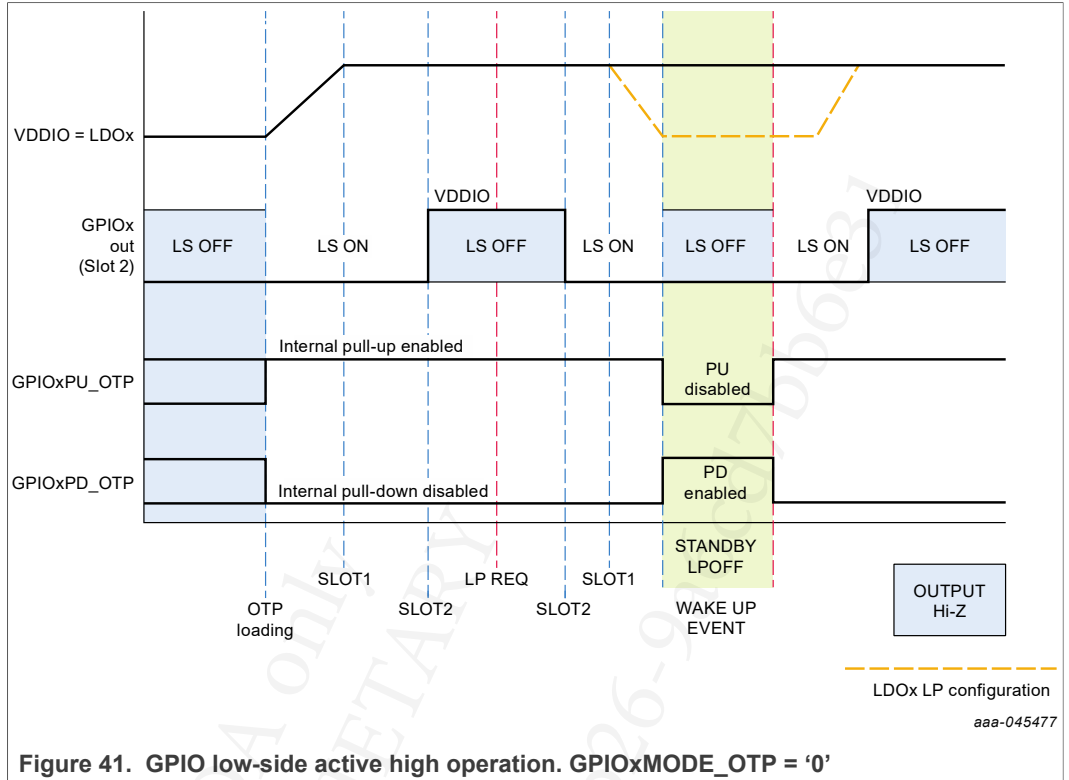 VDDIO = LDOx
VDDIO
VDDIO
GPIOx
out
(Slot 2)
LS OFF
LS ON
LS OFF
LS ON
LS OFF
LS ON
LS OFF
Internal pull-up enabled
GPIOxPU_OTP
PU
disabled
GPIOxPD_OTP
Internal pull-down disabled
PD
enabled
STANDBY
LPOFF
SLOT1
LP REQ
SLOT1
OTP
loading
SLOT2
SLOT2
WAKE UP
EVENT
OUTPUT
Hi-Z
LDOx LP configuration
aaa-045477
Figure 41. GPIO low-side active high operation. GPIOxMODE_OTP = ‘0’